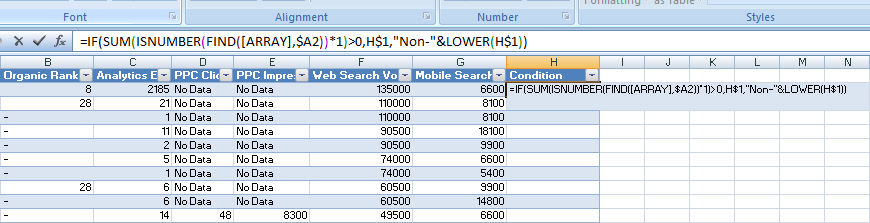 Formatting as Table
Font Alignment Number Styles
=IF(SUM(ISNUMBER(FIND([ARRAY],$A2))*1)>0,H$1,"Non-"&LOWER(H$1))
B C D E F G H I J K L M N
Organic Rank Analytics E PPC Clic PPC Impre Web Search Vo Mobile Search Condition
8 2185 No Data No Data 135000 6600 =IF(SUM(ISNUMBER(FIND([ARRAY],$A2))*1)>0,H$1,"Non-"&LOWER(H$1))
28 21 No Data No Data 110000 8100
- 1 No Data No Data 110000 8100
- 11 No Data No Data 90500 18100
- 2 No Data No Data 90500 9900
- 5 No Data No Data 74000 6600
- 1 No Data No Data 74000 5400
28 6 No Data No Data 60500 9900
- 6 No Data No Data 60500 14800
- 14 48 8300 49500 6600